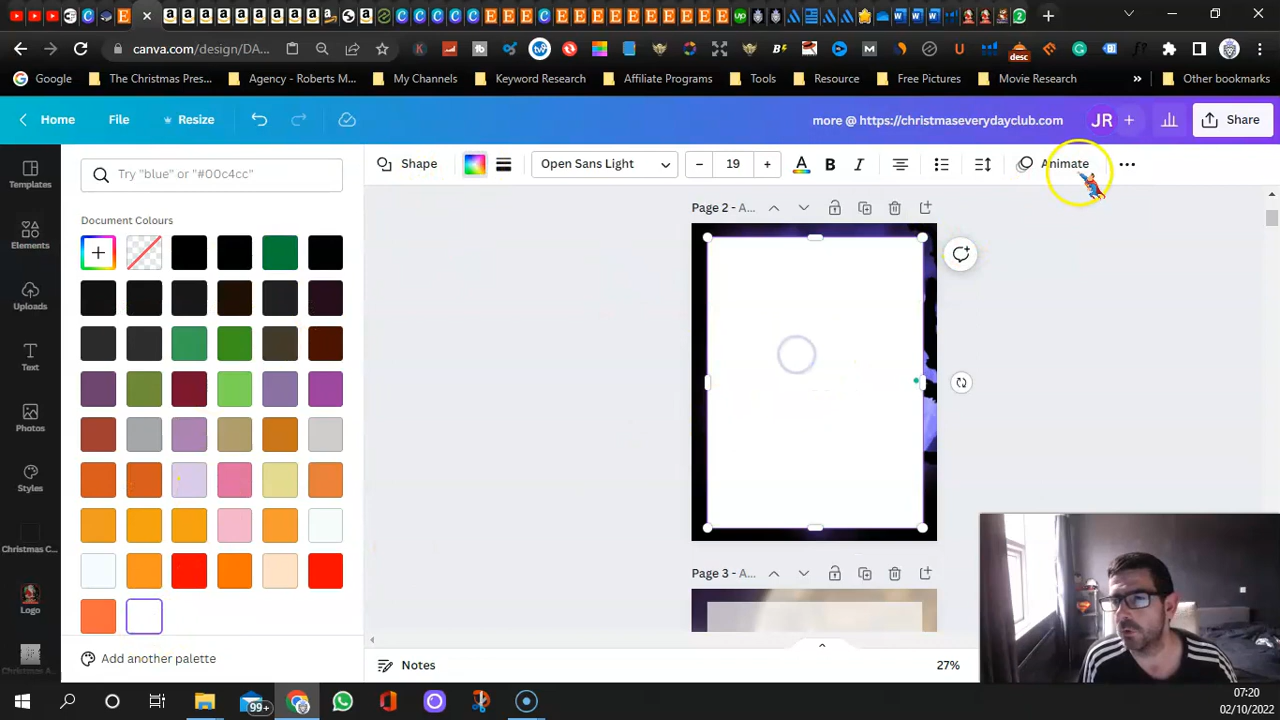 canva.com/design/DA...
Google
The Christmas Pres...
Agency - Roberts M...
My Channels
Keyword Research
Affiliate Programs
Tools
Resource
Free Pictures
Movie Research
»
Other bookmarks
Home
File
Resize
more @ https://christmaseverydayclub.com
JR
+
Share
Shape
Open Sans Light
–
19
+
A
B
I
Animate
Templates
Elements
Uploads
Text
Photos
Styles
Christmas C
Logo
Christmas A
Try "blue" or "#00c4cc"
Document Colours
Add another palette
Page 2 - A...
Page 3 - A...
Notes
27%
99+
07:20
02/10/2022